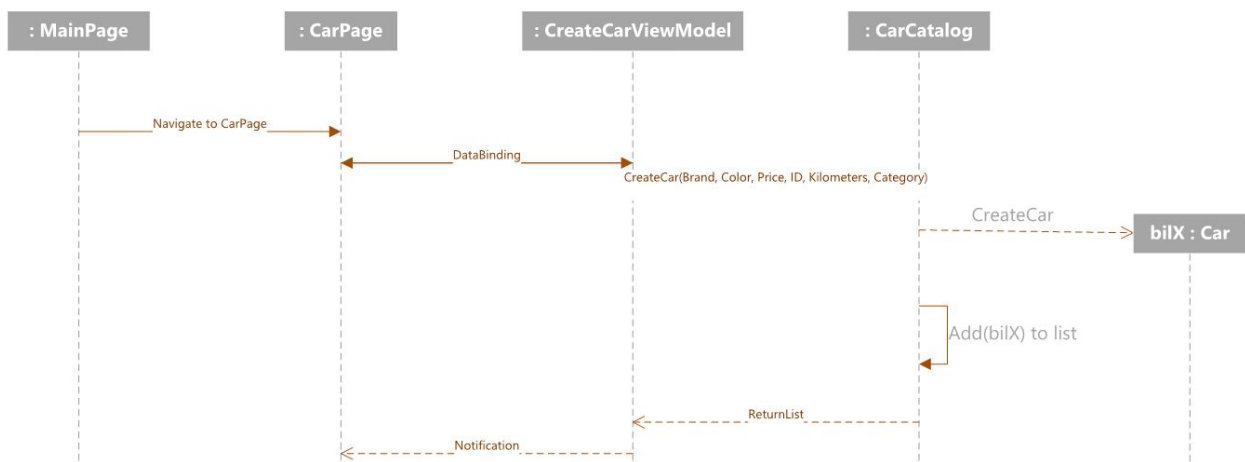 : MainPage
: CarPage
: CreateCarViewModel
: CarCatalog
Navigate to CarPage
DataBinding
CreateCar(Brand, Color, Price, ID, Kilometers, Category)
CreateCar
bilX : Car
Add(bilX) to list
ReturnList
Notification